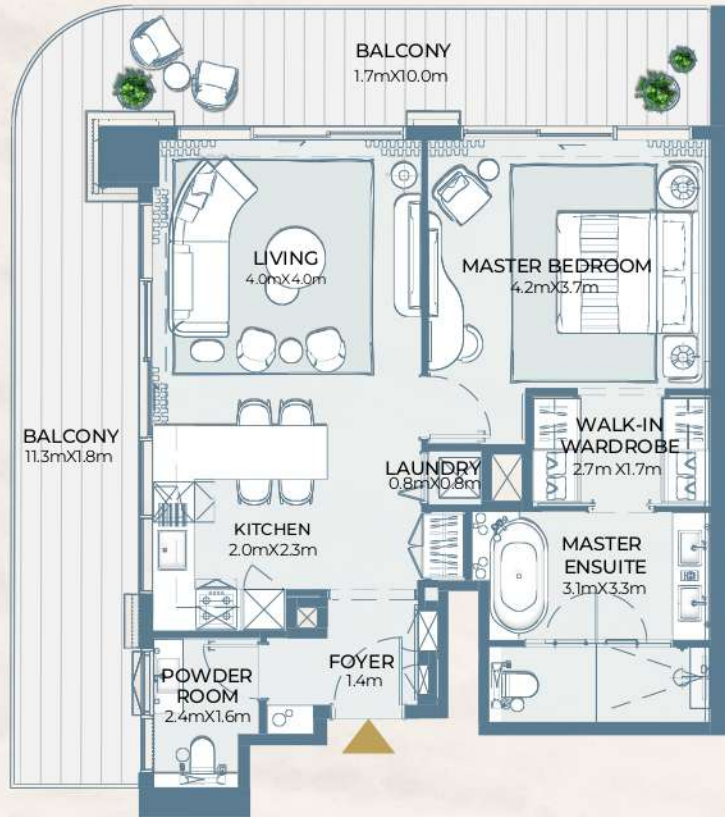 BALCONY
1.7mX10.0m
LIVING
4.0mX4.0m
MASTER BEDROOM
4.2mX3.7m
BALCONY
11.3mX1.8m
WALK-IN
WARDROBE
2.7m X1.7m
LAUNDRY
0.8mX0.8m
KITCHEN
2.0mX2.3m
MASTER
ENSUITE
3.1mX3.3m
FOYER
1.4m
POWDER
ROOM
2.4mX1.6m